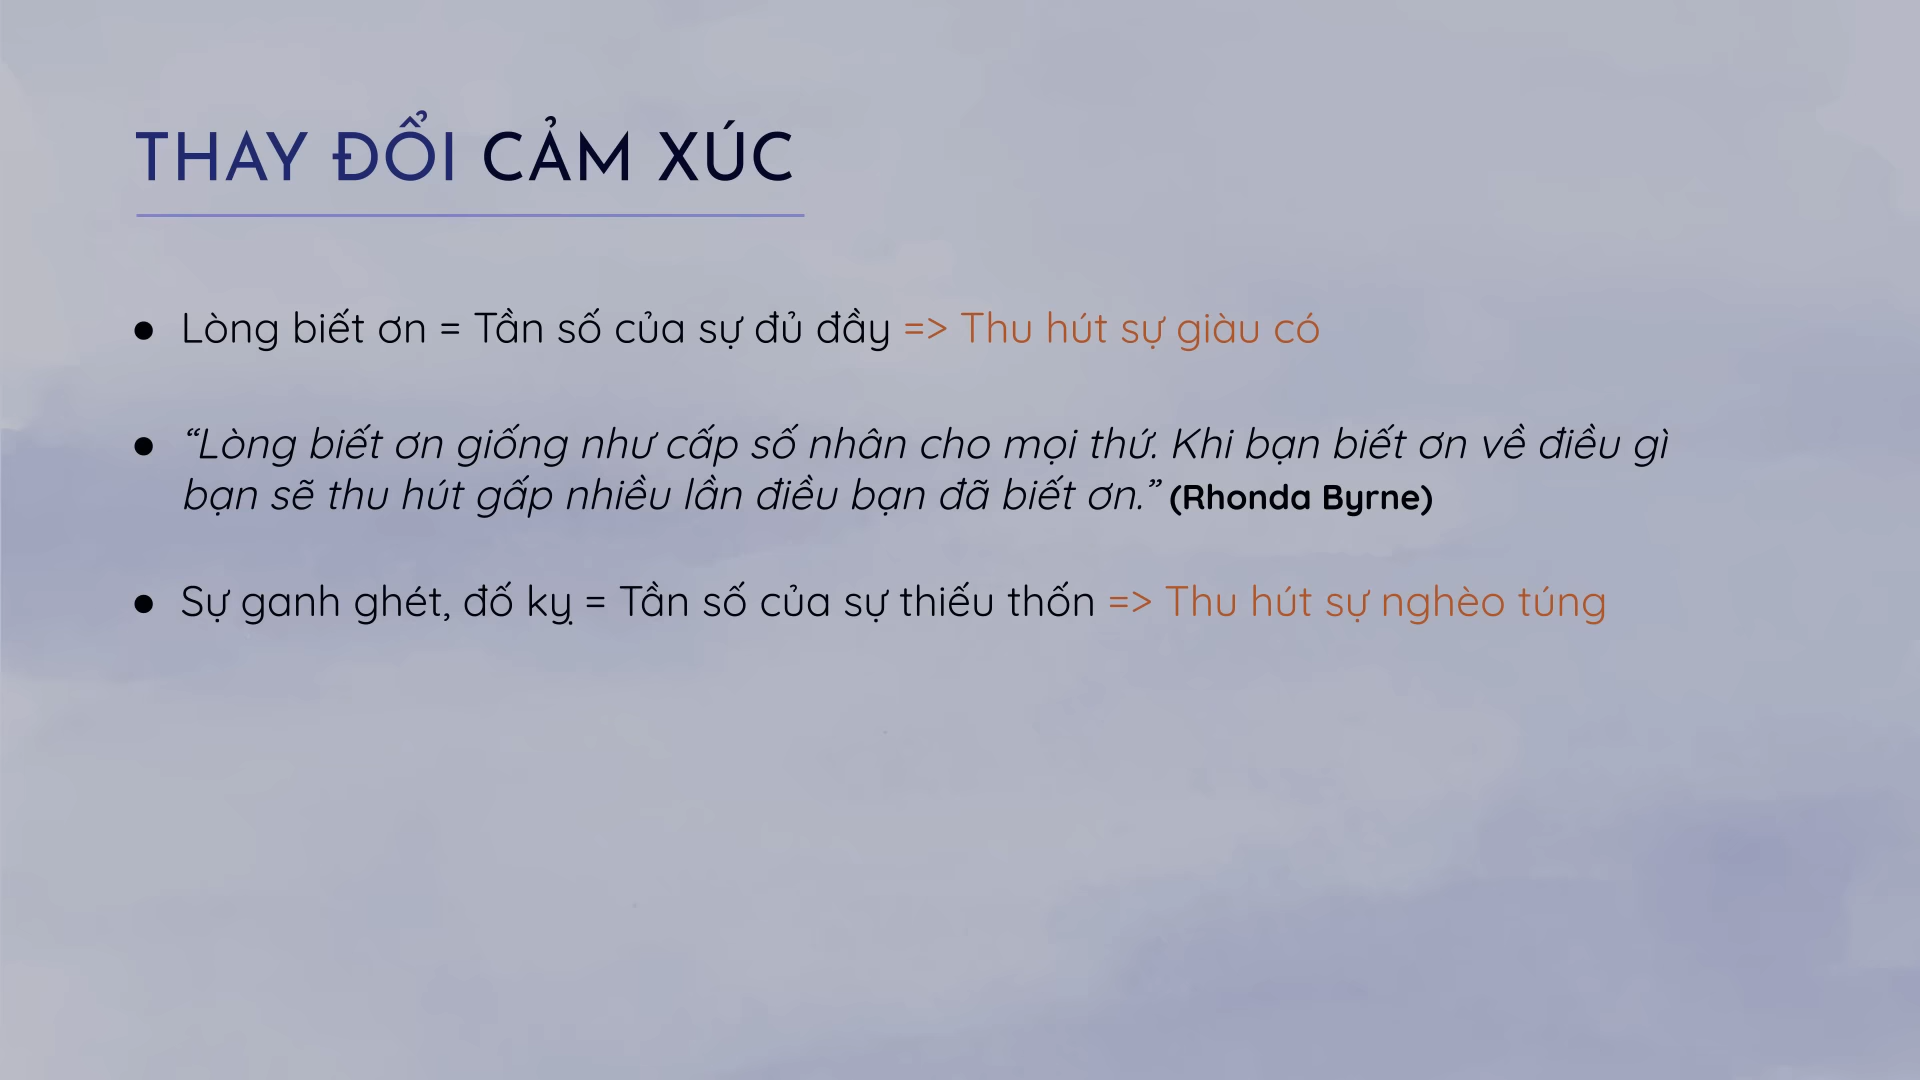 THAY ĐỔI CẢM XÚC
● Lòng biết ơn = Tần số của sự đủ đầy => Thu hút sự giàu có
● “Lòng biết ơn giống như cấp số nhân cho mọi thứ. Khi bạn biết ơn về điều gì
bạn sẽ thu hút gấp nhiều lần điều bạn đã biết ơn.” (Rhonda Byrne)
● Sự ganh ghét, đố kỵ = Tần số của sự thiếu thốn => Thu hút sự nghèo túng